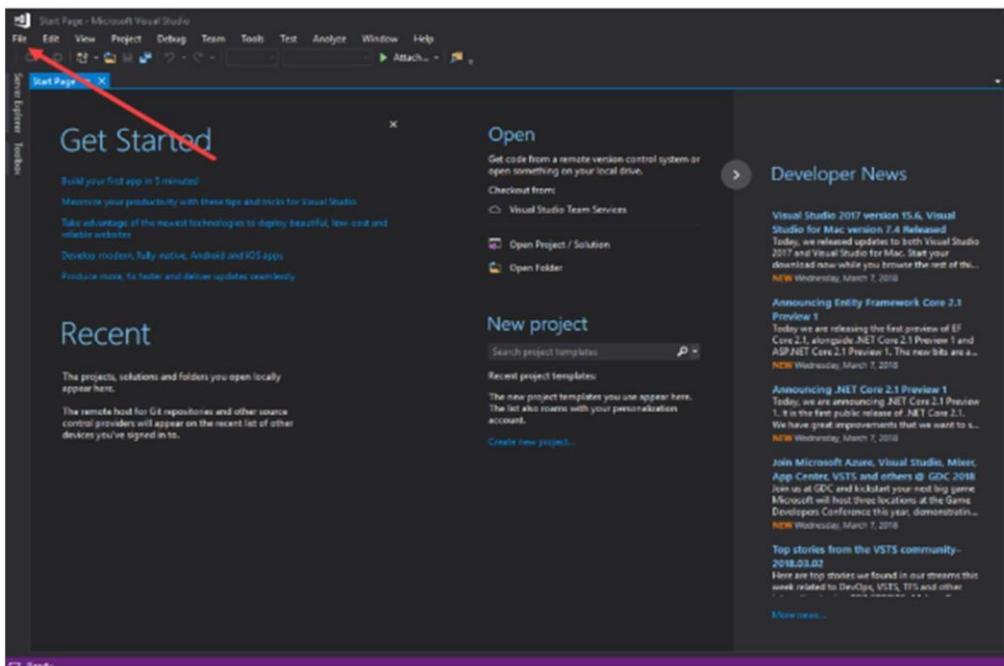 Start Page - Microsoft Visual Studio
File Edit View Project Debug Team Tools Test Analyze Window Help
Attach...
Server Explorer
Toolbox
Start Page
Get Started
Build your first app in 5 minutes!
Maximize your productivity with these tips and tricks for Visual Studio
Take advantage of the newest technologies to deploy beautiful, low-cost and
reliable websites
Develop modern, fully-native, Android and iOS apps
Produce more, fix faster and deliver updates seamlessly
Recent
The projects, solutions and folders you open locally
appear here.
The remote host for Git repositories and other source
control providers will appear on the recent list of other
devices you've signed in to.
Open
Get code from a remote version control system or
open something on your local drive.
Checkout from:
Visual Studio Team Services
Open Project / Solution
Open Folder
New project
Search project templates
Recent project templates:
The new project templates you use appear here.
The list also roams with your personalization
account.
Create new project...
Developer News
Visual Studio 2017 version 15.6, Visual
Studio for Mac version 7.4 Released
Today, we released updates to both Visual Studio
2017 and Visual Studio for Mac. Start your
download now while you browse the rest of thi...
NEW Wednesday, March 7, 2018
Announcing Entity Framework Core 2.1
Preview 1
Today we are releasing the first preview of EF
Core 2.1, alongside .NET Core 2.1 Preview 1 and
ASP.NET Core 2.1 Preview 1. The new bits are a...
NEW Wednesday, March 7, 2018
Announcing .NET Core 2.1 Preview 1
Today, we are announcing .NET Core 2.1 Preview
1. It is the first public release of .NET Core 2.1.
We have great improvements that we want to s...
NEW Wednesday, March 7, 2018
Join Microsoft Azure, Visual Studio, Mixer,
App Center, VSTS and others @ GDC 2018
Join us at GDC and kickstart your next big game
Microsoft will host three locations at the Game
Developers Conference this year, demonstratin...
NEW Wednesday, March 7, 2018
Top stories from the VSTS community–
2018.03.02
Here are top stories we found in our streams this
week related to DevOps, VSTS, TFS and other
More news...
Ready